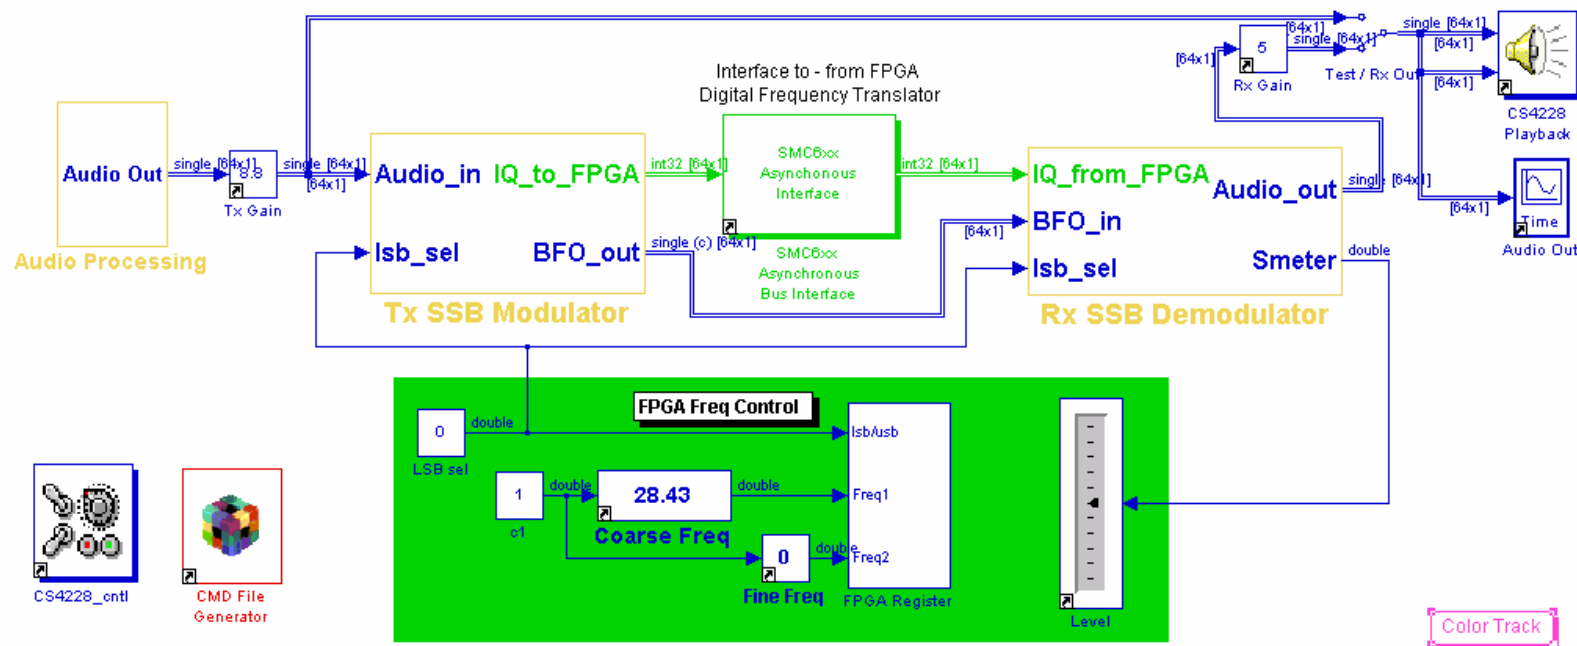 single [64x1]
[64x1]
[64x1]
single [64x1]
[64x1]
[64x1]
[64x1]
5
Rx Gain
Test / Rx Out
CS4228
Playback
Interface to - from FPGA
Digital Frequency Translator
Audio Out
single [64x1]
8.8
Tx Gain
single [64x1]
[64x1]
Audio_in
IQ_to_FPGA
lsb_sel
BFO_out
int32 [64x1]
single (c) [64x1]
SMC6xx
Asynchonous
Interface
int32 [64x1]
[64x1]
IQ_from_FPGA
BFO_in
lsb_sel
Audio_out
Smeter
single [64x1]
double
[64x1]
Time
Audio Out
Audio Processing
Tx SSB Modulator
SMC6xx
Asynchronous
Bus Interface
Rx SSB Demodulator
FPGA Freq Control
0
double
LSB sel
lsb/usb
1
double
c1
28.43
double
Freq1
Coarse Freq
0
double
Freq2
Fine Freq
FPGA Register
Level
CS4228_cntl
CMD File
Generator
Color Track